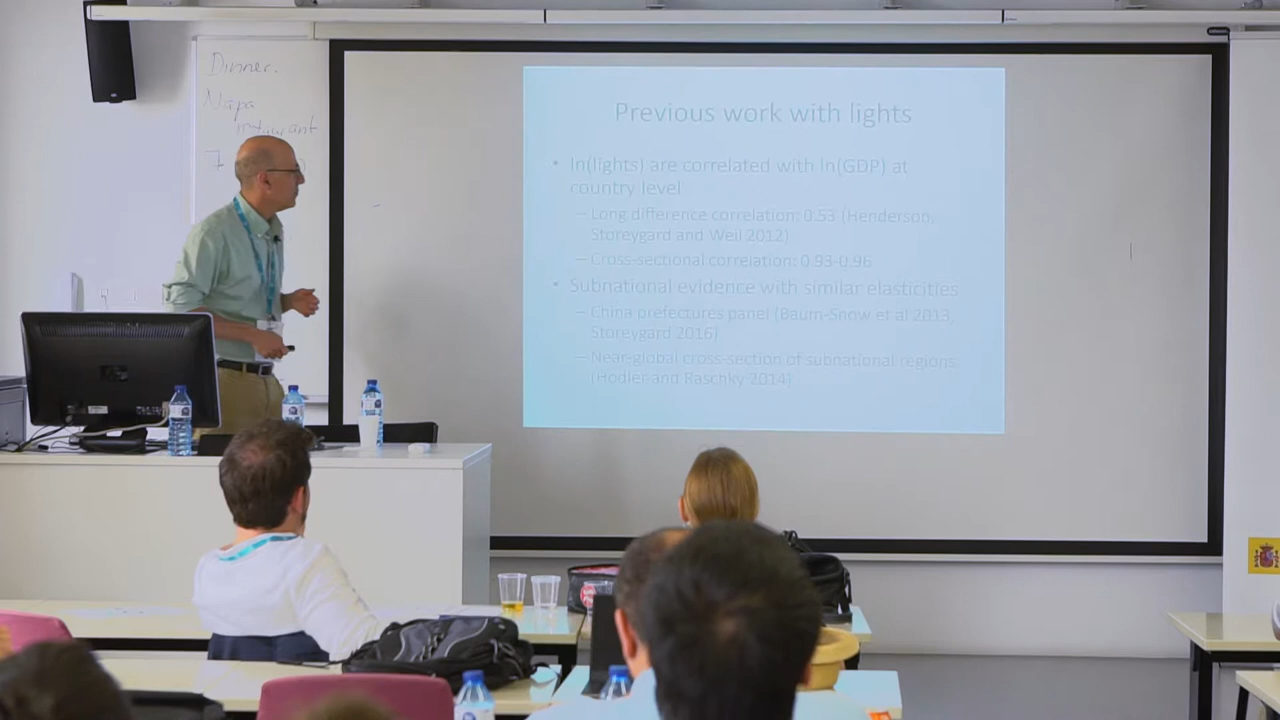 Dinner.
Napa
7
Previous work with lights
• ln(lights) are correlated with ln(GDP) at
country level
– Long difference correlation: 0.53 (Henderson,
Storeygard and Weil 2012)
– Cross-sectional correlation: 0.93-0.96
• Subnational evidence with similar elasticities
– China prefectures panel (Baum-Snow et al 2013,
Storeygard 2016)
– Near-global cross-section of subnational regions
(Hodler and Raschky 2014)